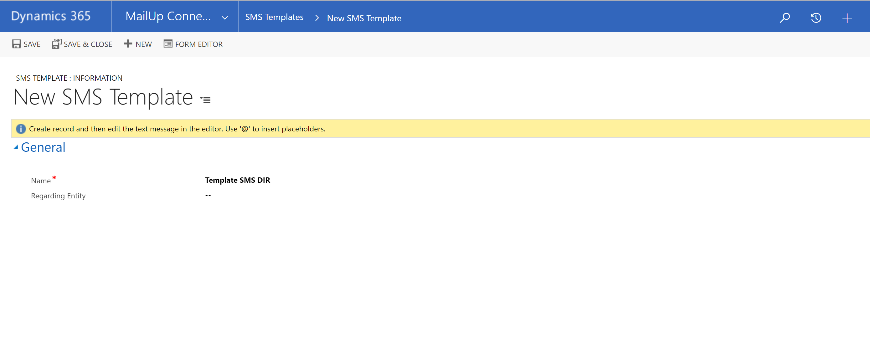 Dynamics 365 MailUp Conne... SMS Templates New SMS Template
SAVE SAVE & CLOSE NEW FORM EDITOR
SMS TEMPLATE : INFORMATION
New SMS Template
Create record and then edit the text message in the editor. Use '@' to insert placeholders.
General
Name * Template SMS DIR
Regarding Entity --